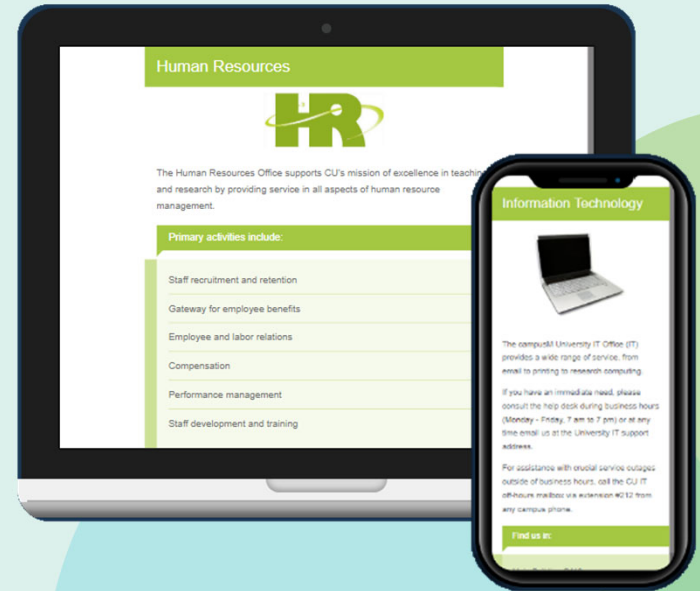 Human Resources
HR
The Human Resources Office supports CU's mission of excellence in teaching
and research by providing service in all aspects of human resource
management.
Primary activities include:
Staff recruitment and retention
Gateway for employee benefits
Employee and labor relations
Compensation
Performance management
Staff development and training
Information Technology
The campusM University IT Office (IT)
provides a wide range of service, from
email to printing to research computing.
If you have an immediate need, please
consult the help desk during business hours
(Monday - Friday, 7 am to 7 pm) or at any
time email us at the University IT support
address.
For assistance with crucial service outages
outside of business hours, call the CU IT
off-hours mailbox via extension #212 from
any campus phone.
Find us in: